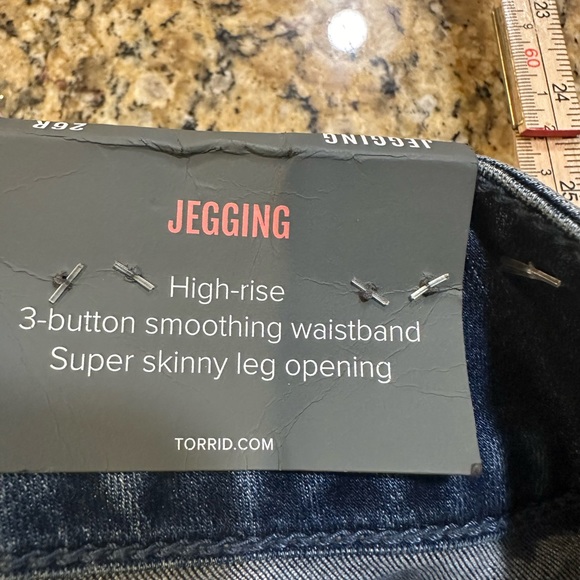 26R
JEGGING
JEGGING
High-rise
3-button smoothing waistband
Super skinny leg opening
TORRID.COM
23
60
24
25